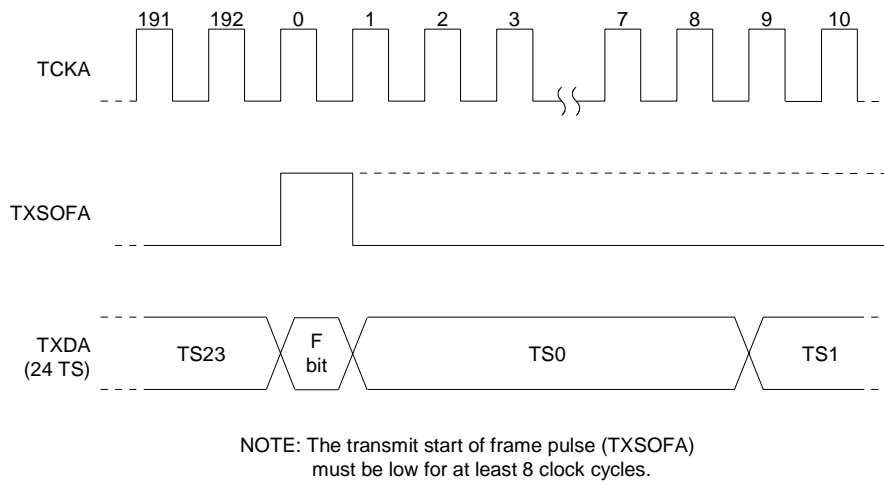 191 192 0 1 2 3 7 8 9 10
TCKA
TXSOFA
TXDA
(24 TS)
TS23
F
bit
TS0
TS1
NOTE: The transmit start of frame pulse (TXSOFA)
must be low for at least 8 clock cycles.